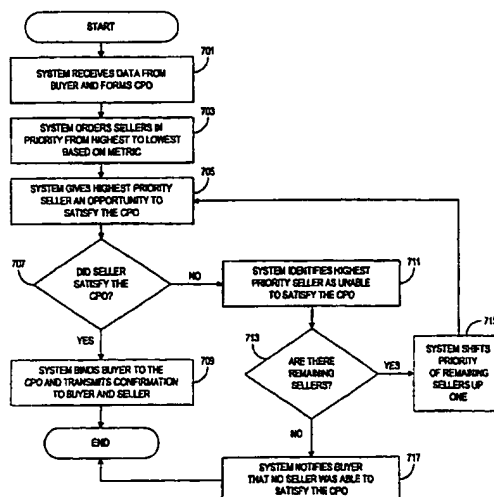 START
701
SYSTEM RECEIVES DATA FROM
BUYER AND FORMS CPO
703
SYSTEM ORDERS SELLERS IN
PRIORITY FROM HIGHEST TO LOWEST
BASED ON METRIC
705
SYSTEM GIVES HIGHEST PRIORITY
SELLER AN OPPORTUNITY TO
SATISFY THE CPO
707
DID SELLER
SATISFY THE
CPO?
NO
711
SYSTEM IDENTIFIES HIGHEST
PRIORITY SELLER AS UNABLE
TO SATISFY THE CPO
YES
709
SYSTEM BINDS BUYER TO THE
CPO AND TRANSMITS CONFIRMATION
TO BUYER AND SELLER
713
ARE THERE
REMAINING
SELLERS?
YES
715
SYSTEM SHIFTS
PRIORITY
OF REMAINING
SELLERS UP
ONE
NO
END
717
SYSTEM NOTIFIES BUYER
THAT NO SELLER WAS ABLE TO
SATISFY THE CPO